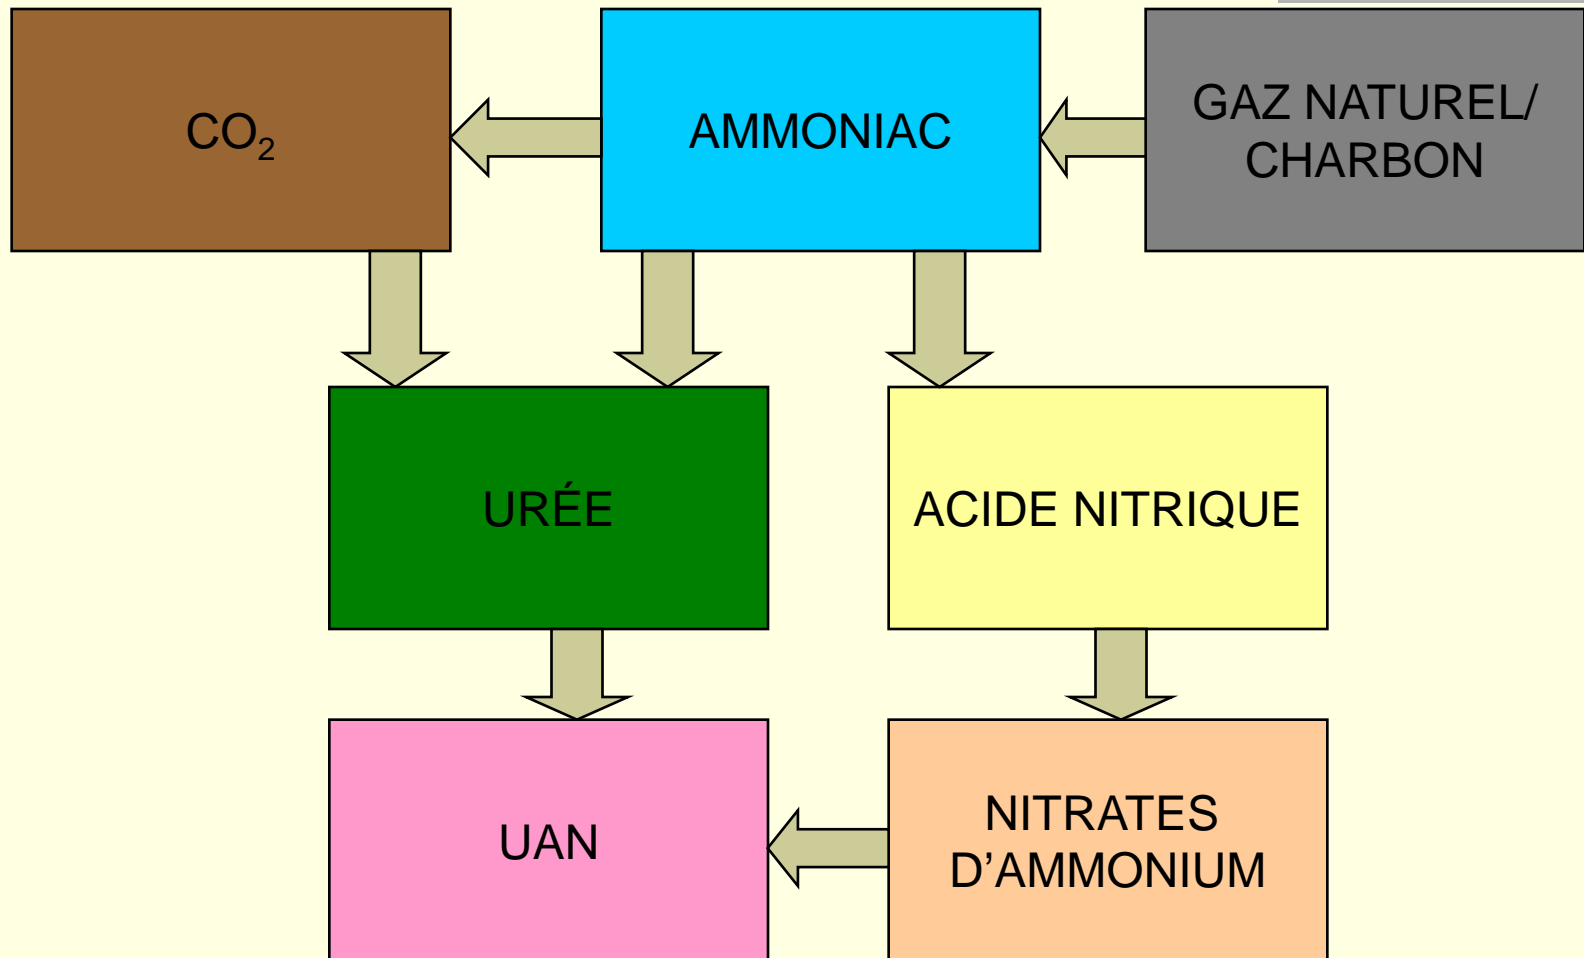 CO₂
AMMONIAC
GAZ NATUREL/
CHARBON
URÉE
ACIDE NITRIQUE
UAN
NITRATES
D’AMMONIUM